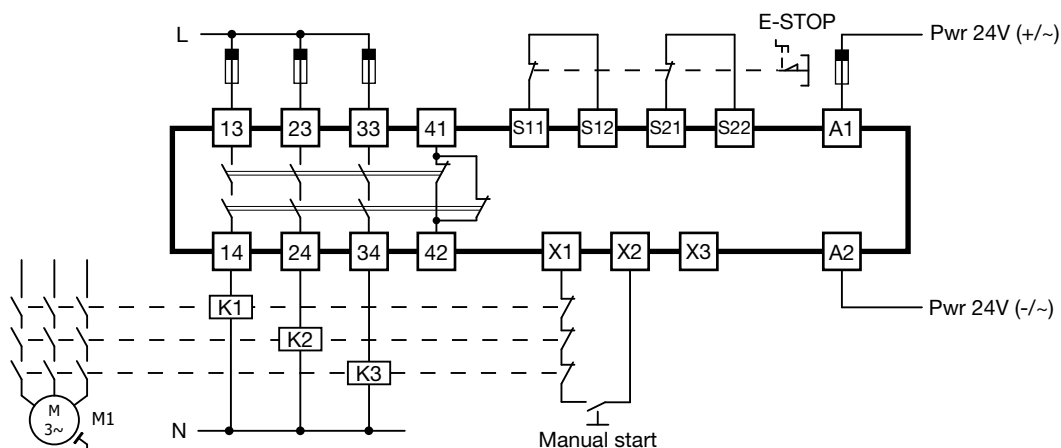 E-STOP
L
Pwr 24V (+/~)
13 23 33 41 S11 S12 S21 S22 A1
14 24 34 42 X1 X2 X3 A2
K1
Pwr 24V (-/~)
K2
K3
M
3~
M1
N
Manual start